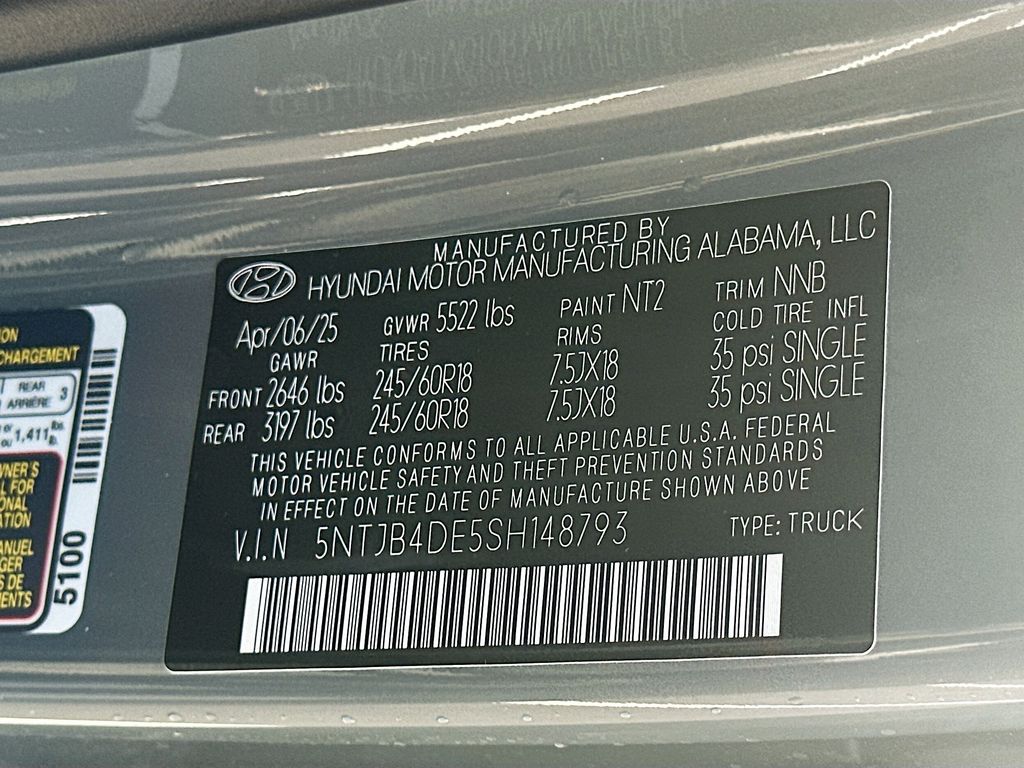 MANUFACTURED BY
HYUNDAI MOTOR MANUFACTURING ALABAMA, LLC
Apr/06/25 GVWR 5522 lbs PAINT NT2 TRIM NNB
GAWR TIRES RIMS COLD TIRE INFL
FRONT 2646 lbs 245/60R18 7.5JX18 35 psi SINGLE
REAR 3197 lbs 245/60R18 7.5JX18 35 psi SINGLE
THIS VEHICLE CONFORMS TO ALL APPLICABLE U.S.A. FEDERAL
MOTOR VEHICLE SAFETY AND THEFT PREVENTION STANDARDS
IN EFFECT ON THE DATE OF MANUFACTURE SHOWN ABOVE
V.I.N 5NTJB4DE5SH148793 TYPE: TRUCK
CHARGEMENT
REAR
ARRIÈRE 3
ou 1,411 lbs. lb.
5100